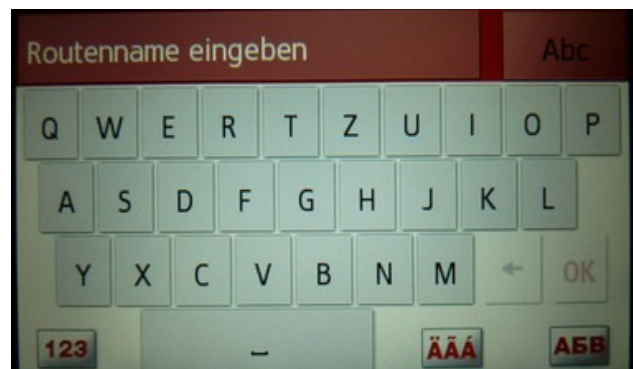 Routenname eingeben Abc
Q W E R T Z U I O P
A S D F G H J K L
Y X C V B N M ← OK
123 ␣ ÄÃÁ АБВ